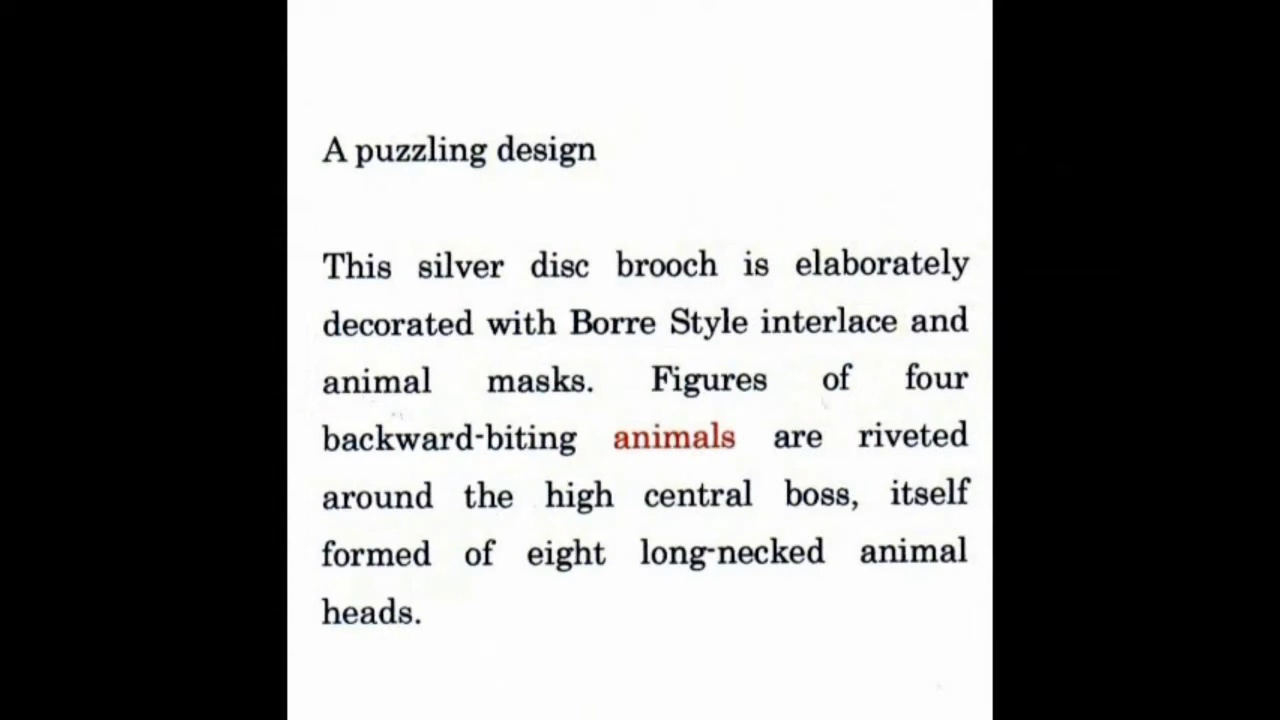 A puzzling design
This silver disc brooch is elaborately
decorated with Borre Style interlace and
animal masks. Figures of four
backward-biting animals are riveted
around the high central boss, itself
formed of eight long-necked animal
heads.